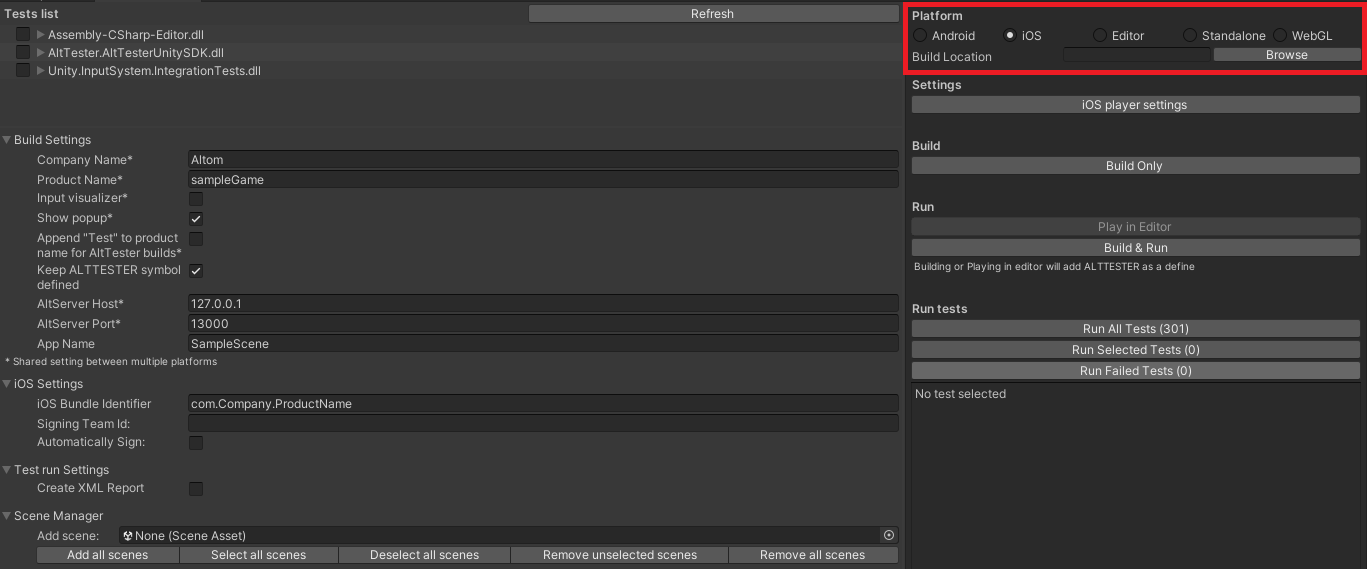 Tests list
Refresh
Assembly-CSharp-Editor.dll
AltTester.AltTesterUnitySDK.dll
Unity.InputSystem.IntegrationTests.dll
Build Settings
Company Name* Altom
Product Name* sampleGame
Input visualizer*
Show popup*
Append "Test" to product
name for AltTester builds*
Keep ALTTESTER symbol
defined
AltServer Host* 127.0.0.1
AltServer Port* 13000
App Name SampleScene
* Shared setting between multiple platforms
iOS Settings
iOS Bundle Identifier com.Company.ProductName
Signing Team Id:
Automatically Sign:
Test run Settings
Create XML Report
Scene Manager
Add scene: None (Scene Asset)
Add all scenes Select all scenes Deselect all scenes Remove unselected scenes Remove all scenes
Platform
Android iOS Editor Standalone WebGL
Build Location Browse
Settings
iOS player settings
Build
Build Only
Run
Play in Editor
Build & Run
Building or Playing in editor will add ALTTESTER as a define
Run tests
Run All Tests (301)
Run Selected Tests (0)
Run Failed Tests (0)
No test selected